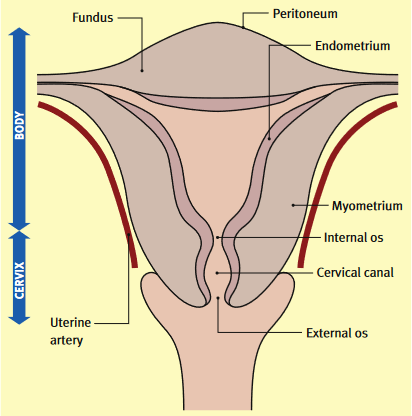 Fundus
Peritoneum
Endometrium
BODY
Myometrium
Internal os
CERVIX
Cervical canal
Uterine
artery
External os